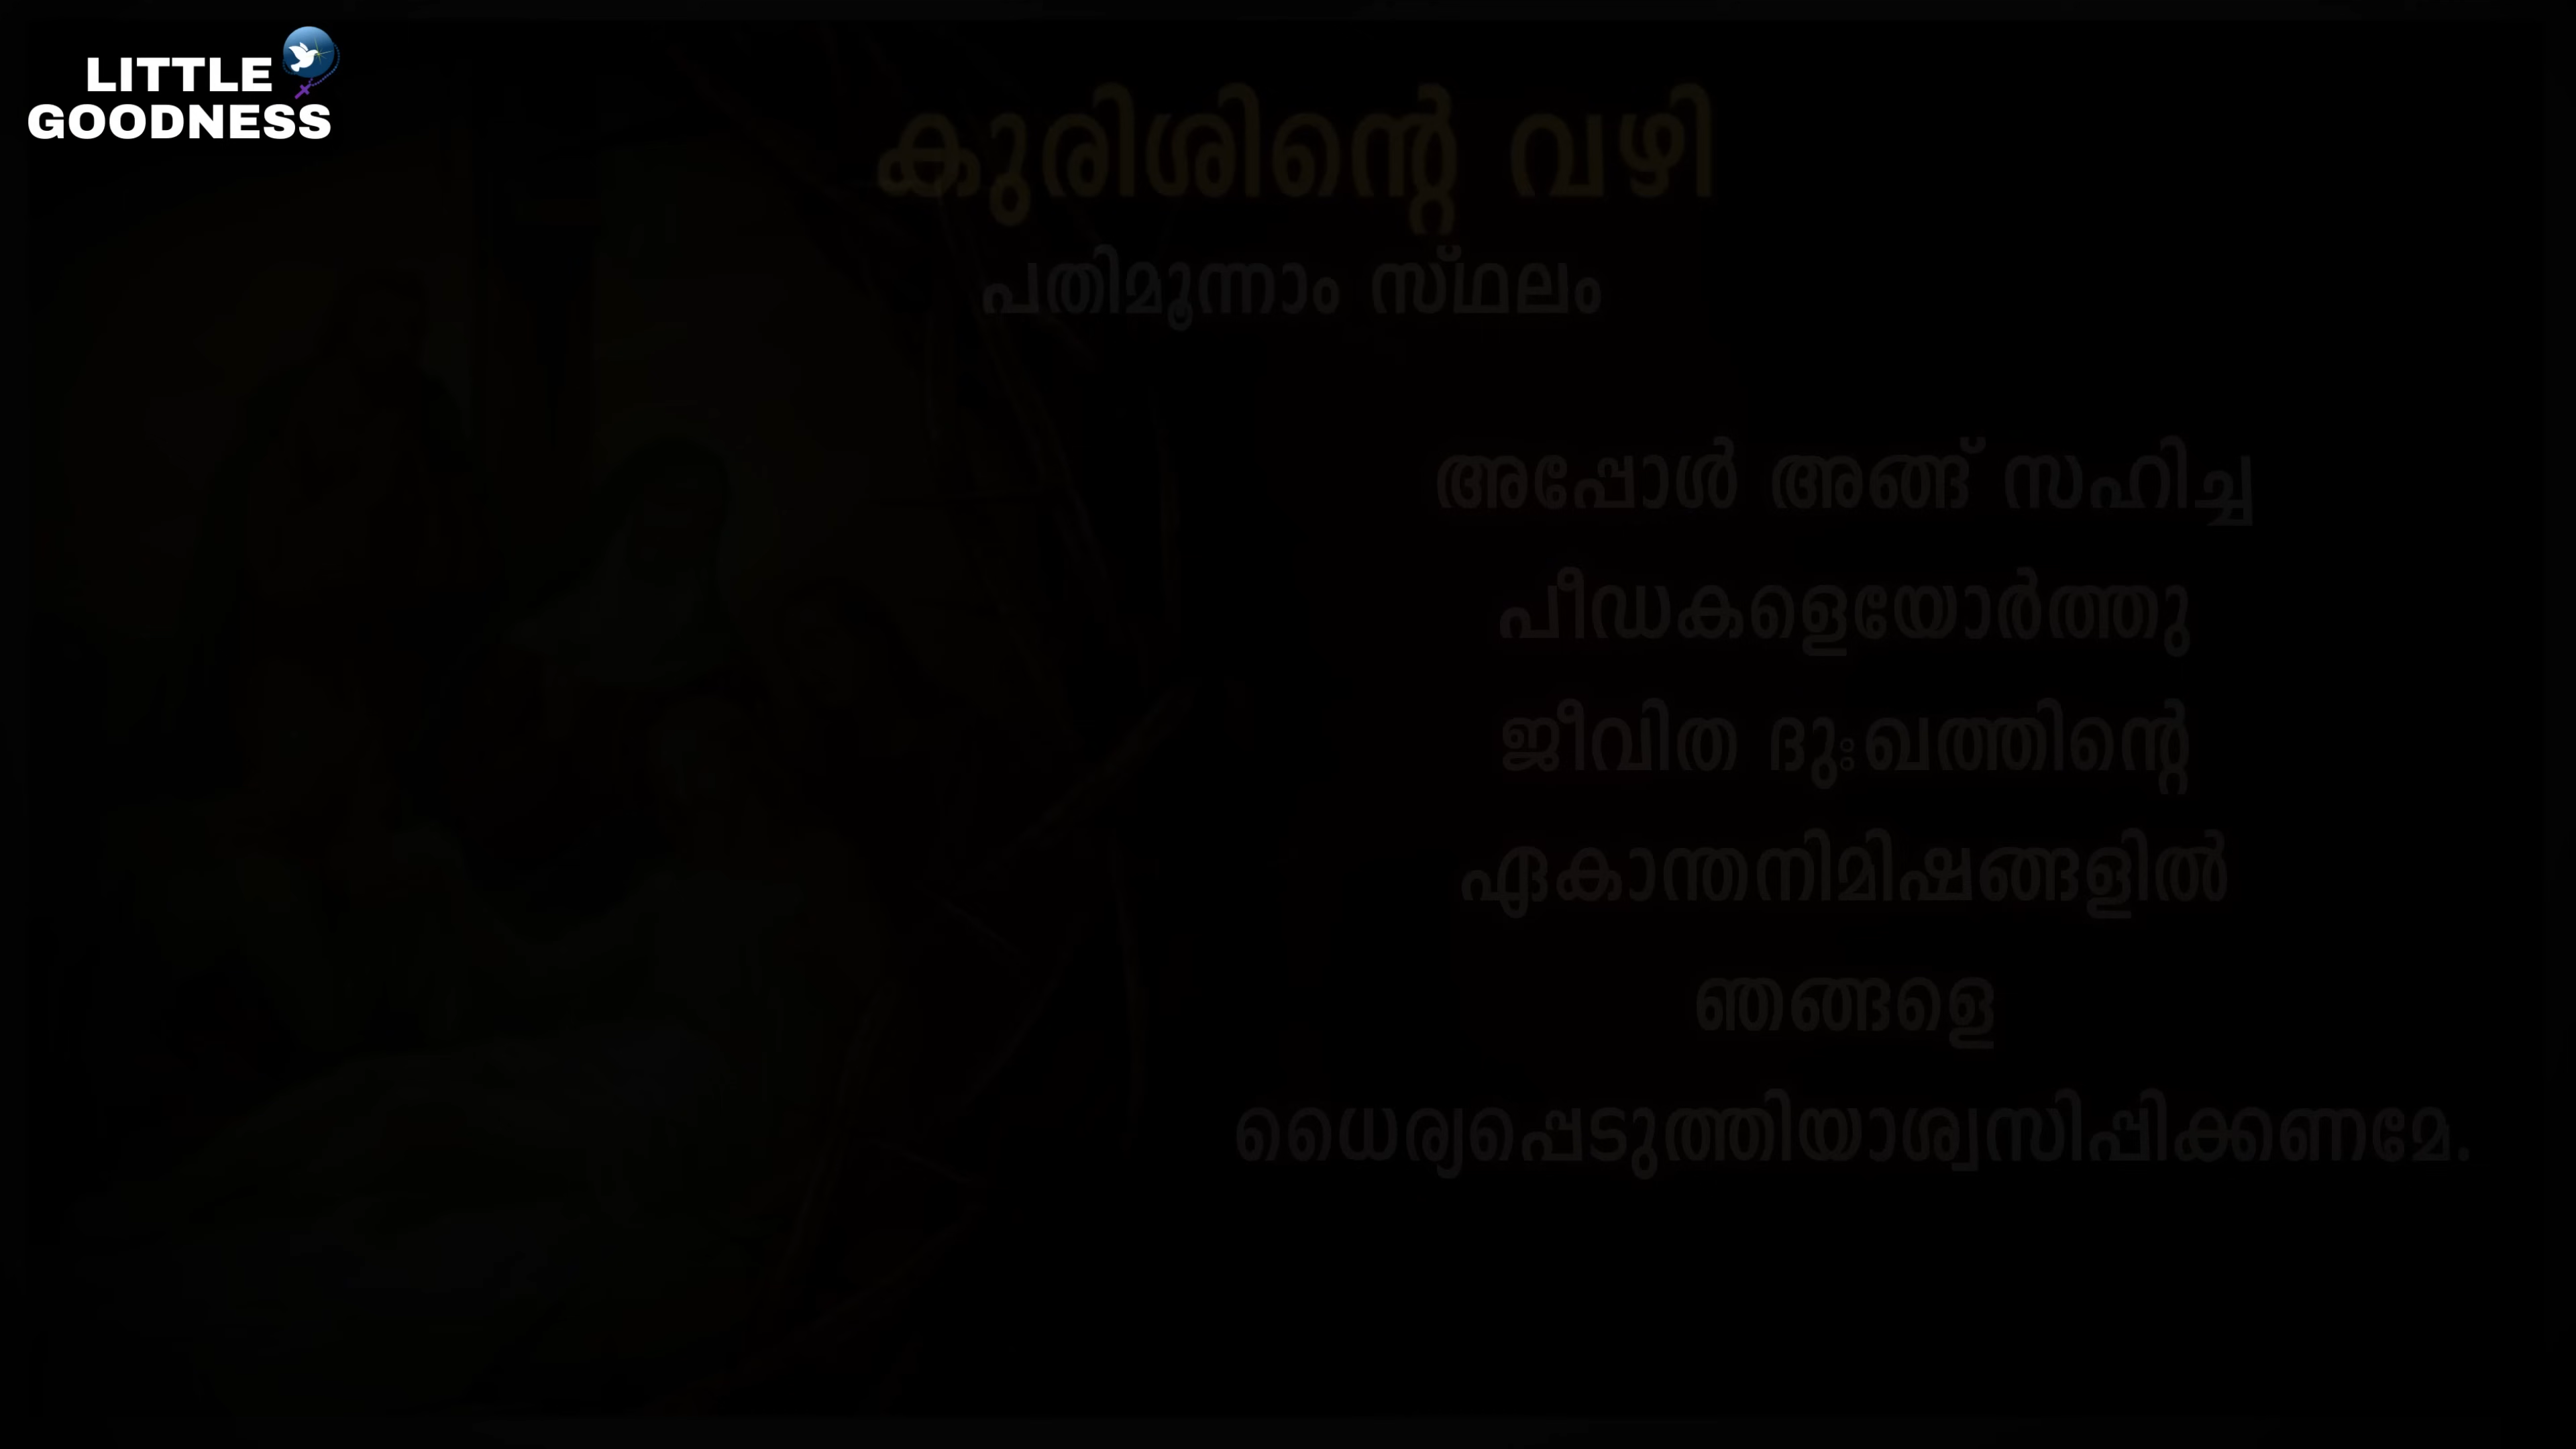 LITTLE
GOODNESS
കുരിശിന്റെ വഴി
പതിമൂന്നാം സ്ഥലം
അപ്പോൾ അങ്ങ് സഹിച്ച
പീഡകളെയോർത്തു
ജീവിത ദുഃഖത്തിന്റെ
ഏകാന്തനിമിഷങ്ങളിൽ
ഞങ്ങളെ
ധൈര്യപ്പെടുത്തിയാശ്വസിപ്പിക്കണമേ.